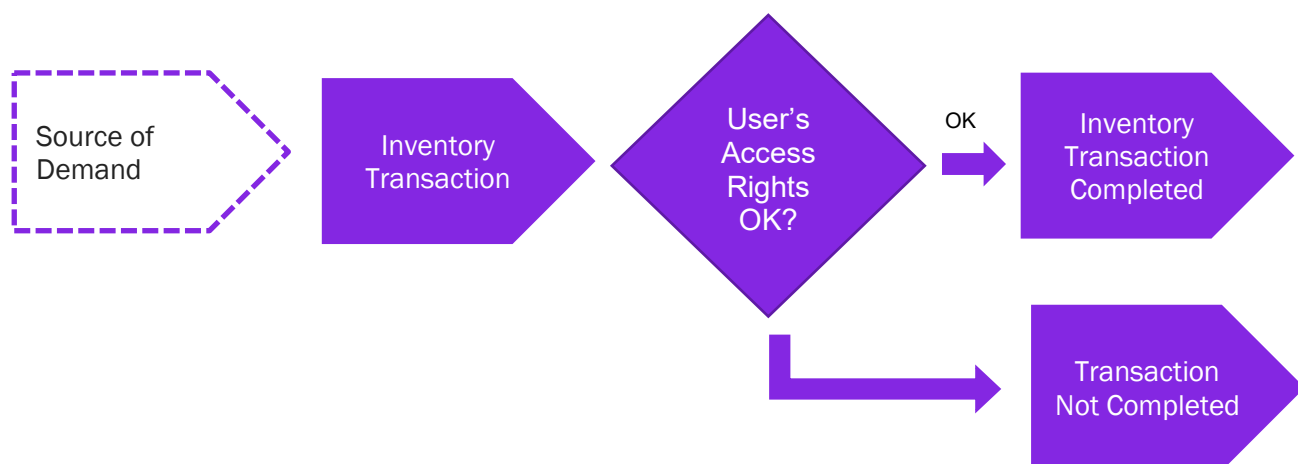 Source of
Demand
Inventory
Transaction
User's
Access
Rights
OK?
OK
Inventory
Transaction
Completed
Transaction
Not Completed